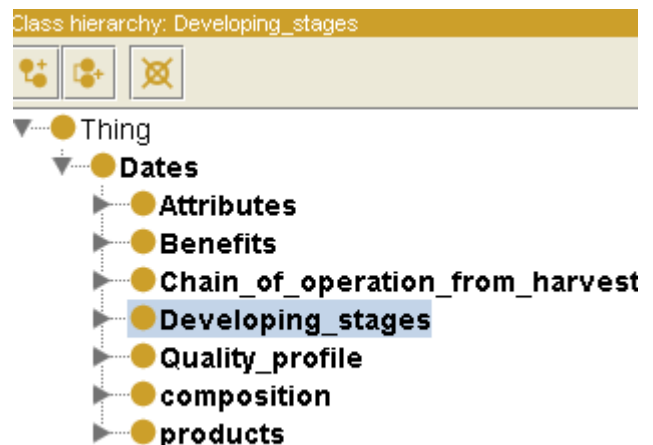 Class hierarchy: Developing_stages
Thing
Dates
Attributes
Benefits
Chain_of_operation_from_harvest
Developing_stages
Quality_profile
composition
products